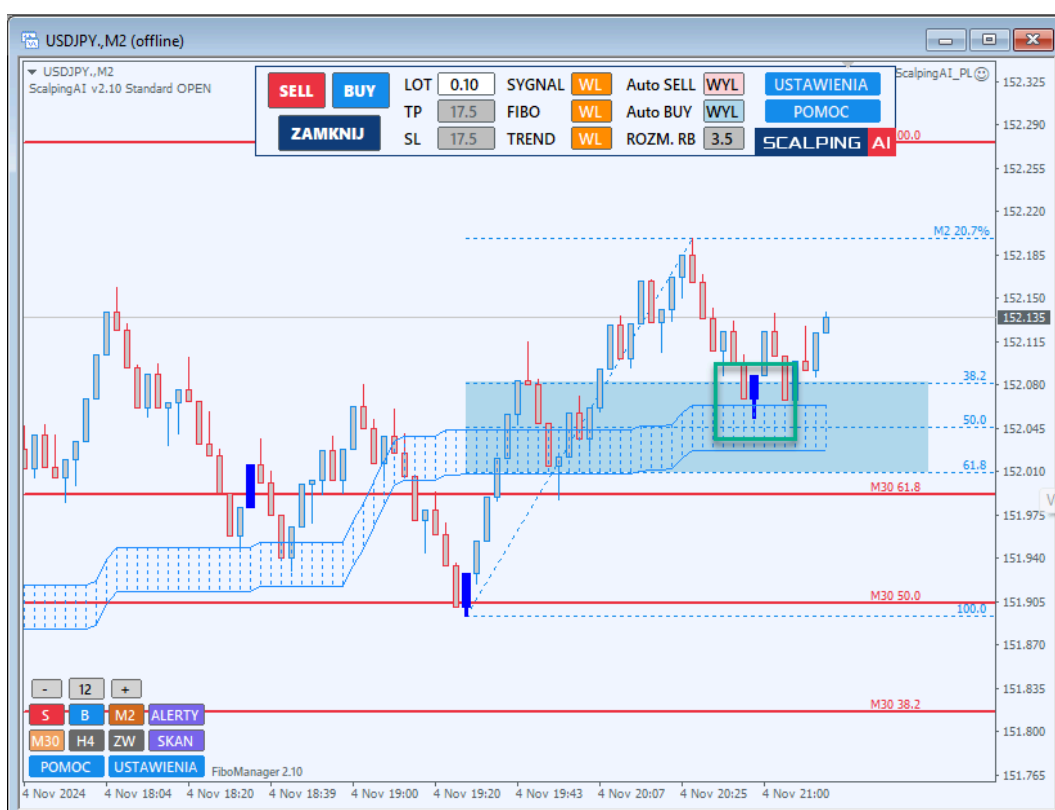 USDJPY.,M2 (offline)
USDJPY.,M2
ScalpingAI v2.10 Standard OPEN
ScalpingAI_PL
SELL BUY LOT 0.10 SYGNAL WL Auto SELL WYL USTAWIENIA
TP 17.5 FIBO WL Auto BUY WYL POMOC
ZAMKNIJ SL 17.5 TREND WL ROZM. RB 3.5 SCALPING AI
00.0
M2 20.7%
38.2
50.0
61.8
M30 61.8
M30 50.0
100.0
M30 38.2
152.325
152.290
152.255
152.220
152.185
152.150
152.135
152.115
152.080
152.045
152.010
151.975
151.940
151.905
151.870
151.835
151.800
151.765
- 12 +
S B M2 ALERTY
M30 H4 ZW SKAN
POMOC USTAWIENIA FiboManager 2.10
4 Nov 2024 4 Nov 18:04 4 Nov 18:20 4 Nov 18:39 4 Nov 19:00 4 Nov 19:20 4 Nov 19:43 4 Nov 20:07 4 Nov 20:25 4 Nov 21:00